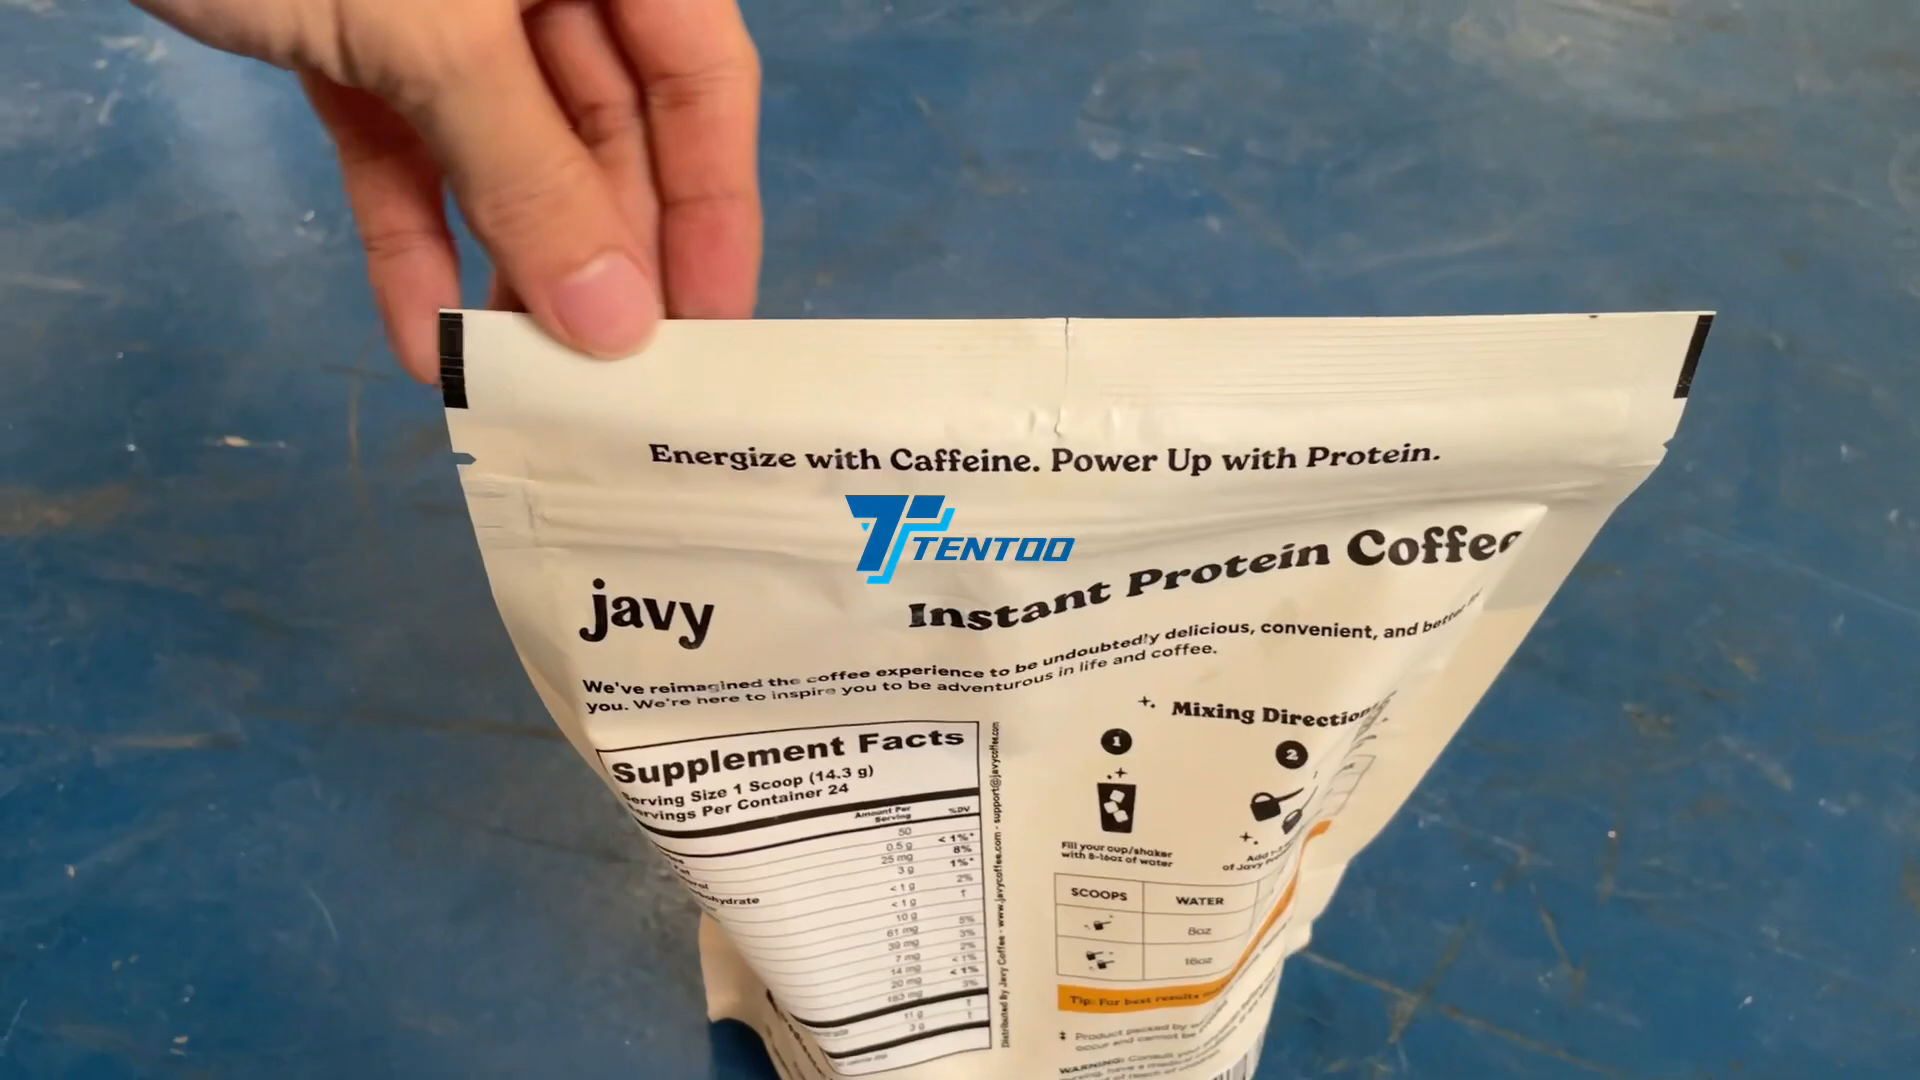 Energize with Caffeine. Power Up with Protein.
TENTOO
javy
Instant Protein Coffee
We've reimagined the coffee experience to be undoubtedly delicious, convenient, and better for
you. We're here to inspire you to be adventurous in life and coffee.
Supplement Facts
Serving Size 1 Scoop (14.3 g)
Servings Per Container 24
Amount Per
Serving
%DV
50
0.5 g < 1%*
25 mg 8%
3 g 1%*
< 1 g 2%
< 1 g †
10 g
61 mg 5%
39 mg 3%
7 mg 2%
14 mg < 1%
20 mg < 1%
163 mg 3%
11 g †
3 g †
Distributed By Javy Coffee - www.javycoffee.com - support@javycoffee.com
Mixing Directions
1
2
Fill your cup/shaker
with 8-16oz of water
Add
of Javy
SCOOPS WATER
8oz
16oz
Tip: For best results
‡ Product packed by
occur and cannot be
WARNING: Consult your